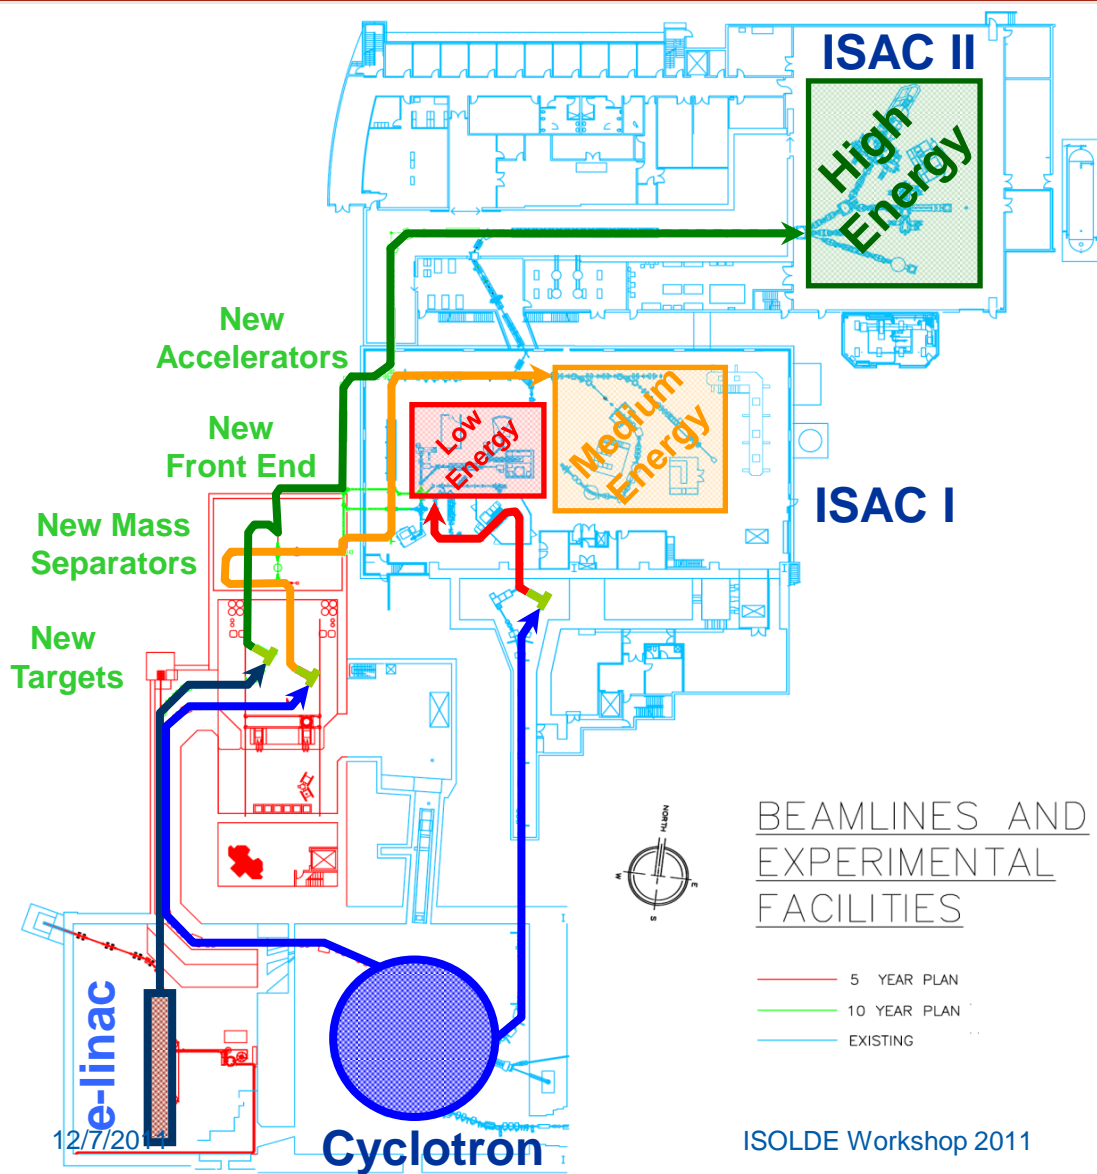 ISAC II
High
Energy
New
Accelerators
New
Front End
Low
Energy
Medium
Energy
ISAC I
New Mass
Separators
New
Targets
NORTH
W
E
S
BEAMLINES AND
EXPERIMENTAL
FACILITIES
5 YEAR PLAN
10 YEAR PLAN
EXISTING
e-linac
Cyclotron
12/7/2011
ISOLDE Workshop 2011